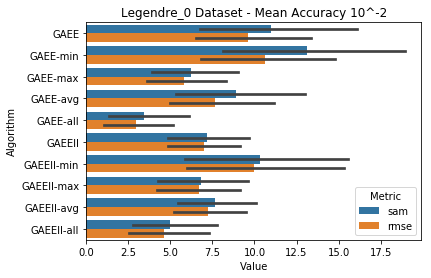 Legendre_0 Dataset - Mean Accuracy 10^-2
Algorithm
GAEE
GAEE-min
GAEE-max
GAEE-avg
GAEE-all
GAEEII
GAEEII-min
GAEEII-max
GAEEII-avg
GAEEII-all
Metric
sam
rmse
0.0 2.5 5.0 7.5 10.0 12.5 15.0 17.5
Value